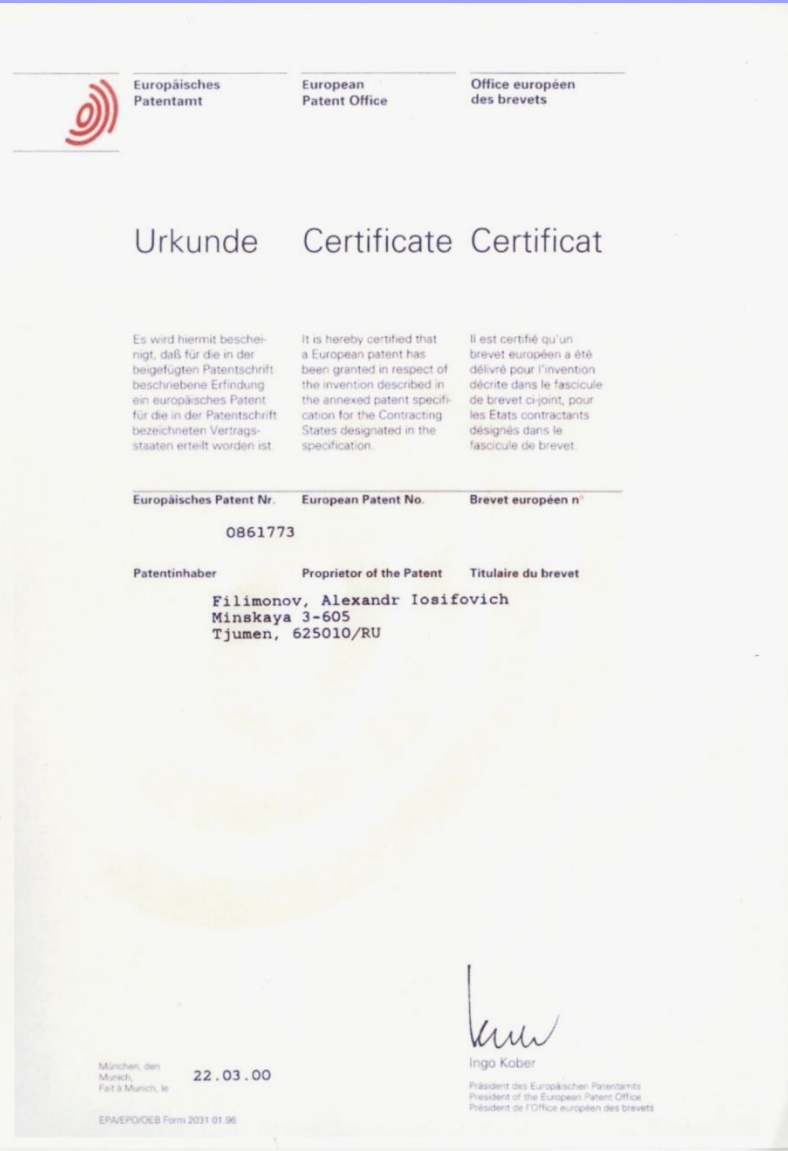 Europäisches
Patentamt
European
Patent Office
Office européen
des brevets
Urkunde
Certificate
Certificat
Es wird hiermit beschei-
nigt, daß für die in der
beigefügten Patentschrift
beschriebene Erfindung
ein europäisches Patent
für die in der Patentschrift
bezeichneten Vertrags-
staaten erteilt worden ist.
It is hereby certified that
a European patent has
been granted in respect of
the invention described in
the annexed patent specifi-
cation for the Contracting
States designated in the
specification.
Il est certifié qu'un
brevet européen a été
délivré pour l'invention
décrite dans le fascicule
de brevet ci-joint, pour
les Etats contractants
désignés dans le
fascicule de brevet.
Europäisches Patent Nr.
European Patent No.
Brevet européen n°
0861773
Patentinhaber
Proprietor of the Patent
Titulaire du brevet
Filimonov, Alexandr Iosifovich
Minskaya 3-605
Tjumen, 625010/RU
München, den
Munich,
Fait à Munich, le
22.03.00
Ingo Kober
Präsident des Europäischen Patentamts
President of the European Patent Office
Président de l'Office européen des brevets
EPA/EPO/OEB Form 2031 01.96